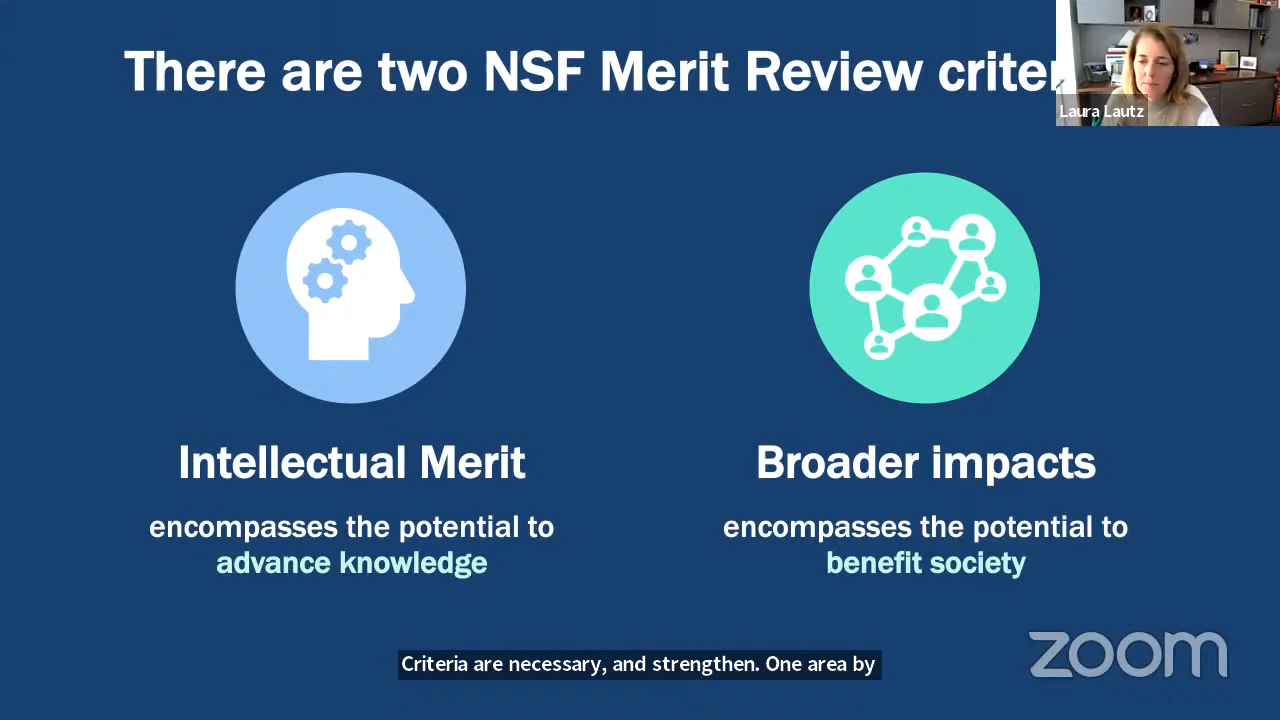 There are two NSF Merit Review criter
Laura Lautz
Intellectual Merit
encompasses the potential to
advance knowledge
Broader impacts
encompasses the potential to
benefit society
Criteria are necessary, and strengthen. One area by
zoom